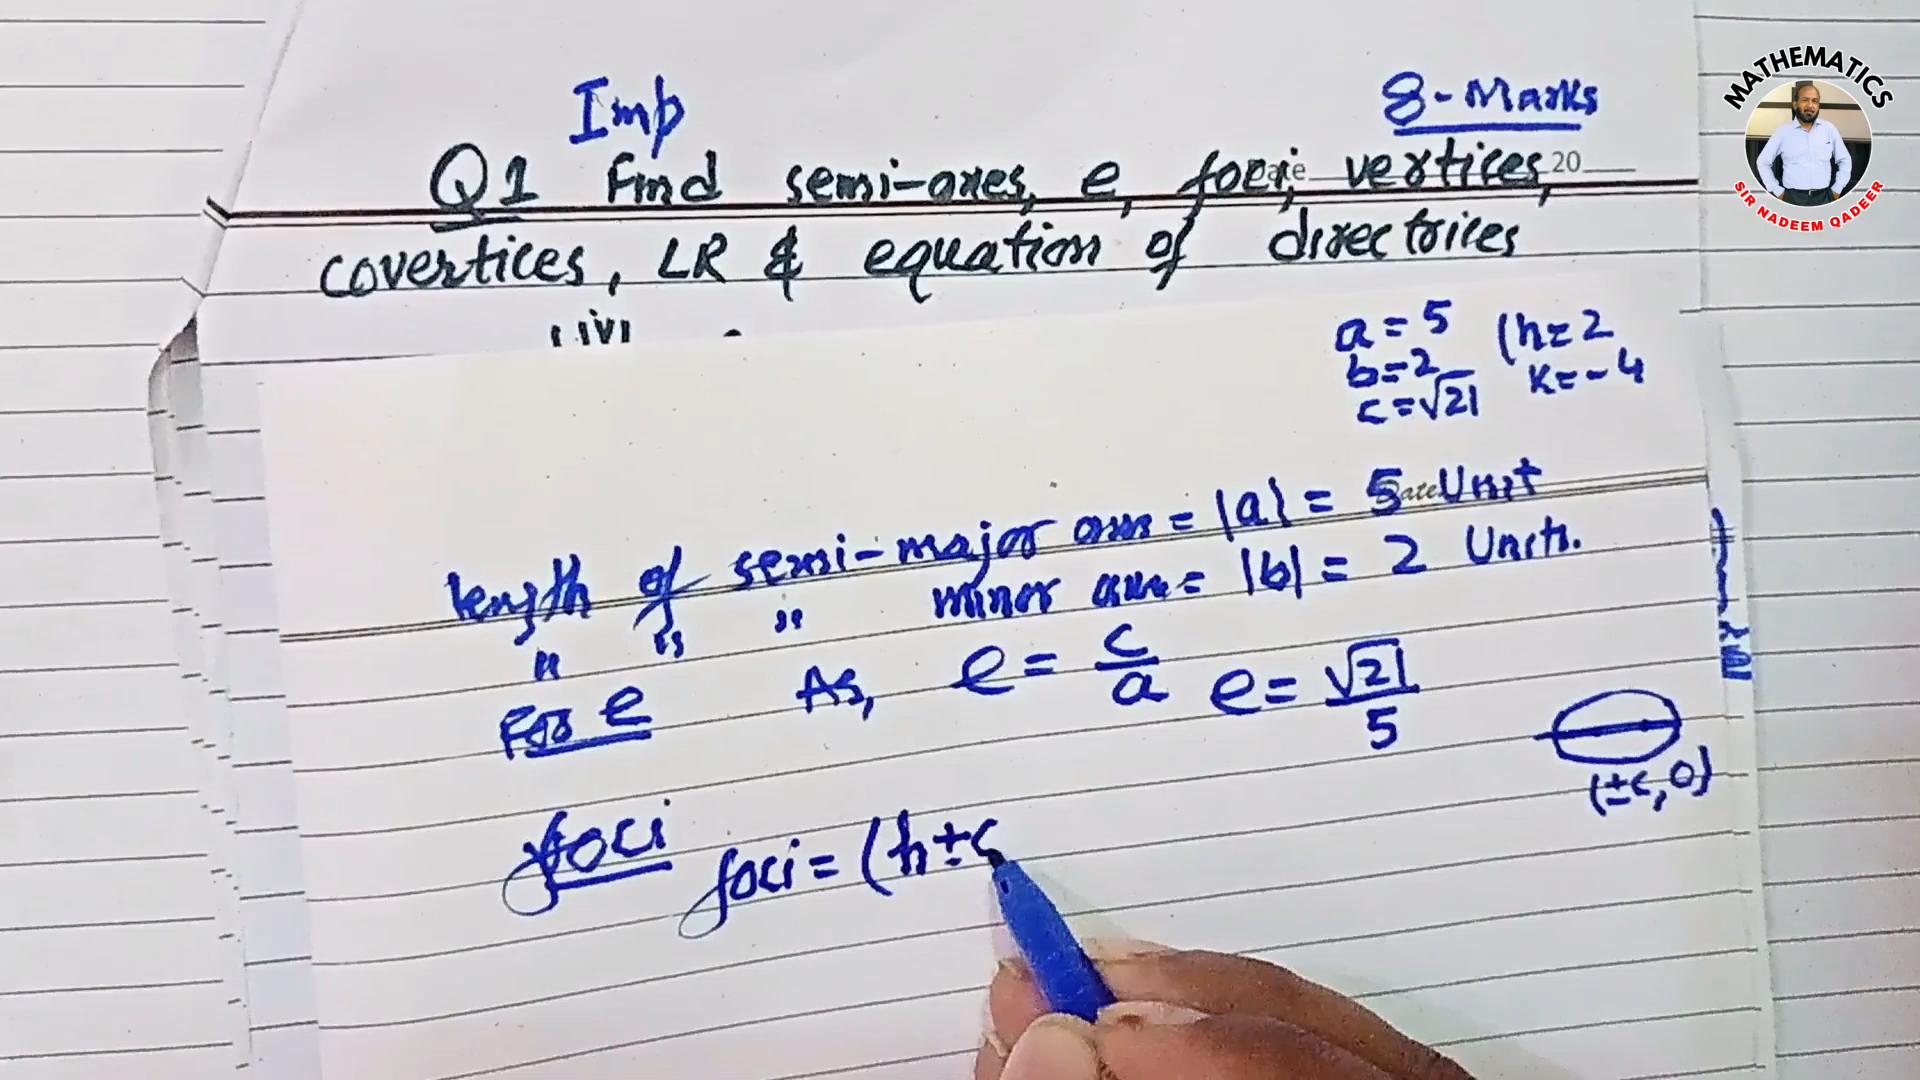 MATHEMATICS
SIR NADEEM QADEER
Imp
8-Marks
Q1 Find semi-axes, e, foci, vertices, 20
covertices, LR & equation of directrices
a = 5 (h = 2
b = 2 k = -4
c = √21
length of semi-major axis = |a| = 5 Unit
" " " minor axis = |b| = 2 Units.
For e As, e = c/a e = √21/5
(±c, 0)
foci foci = (h ± c